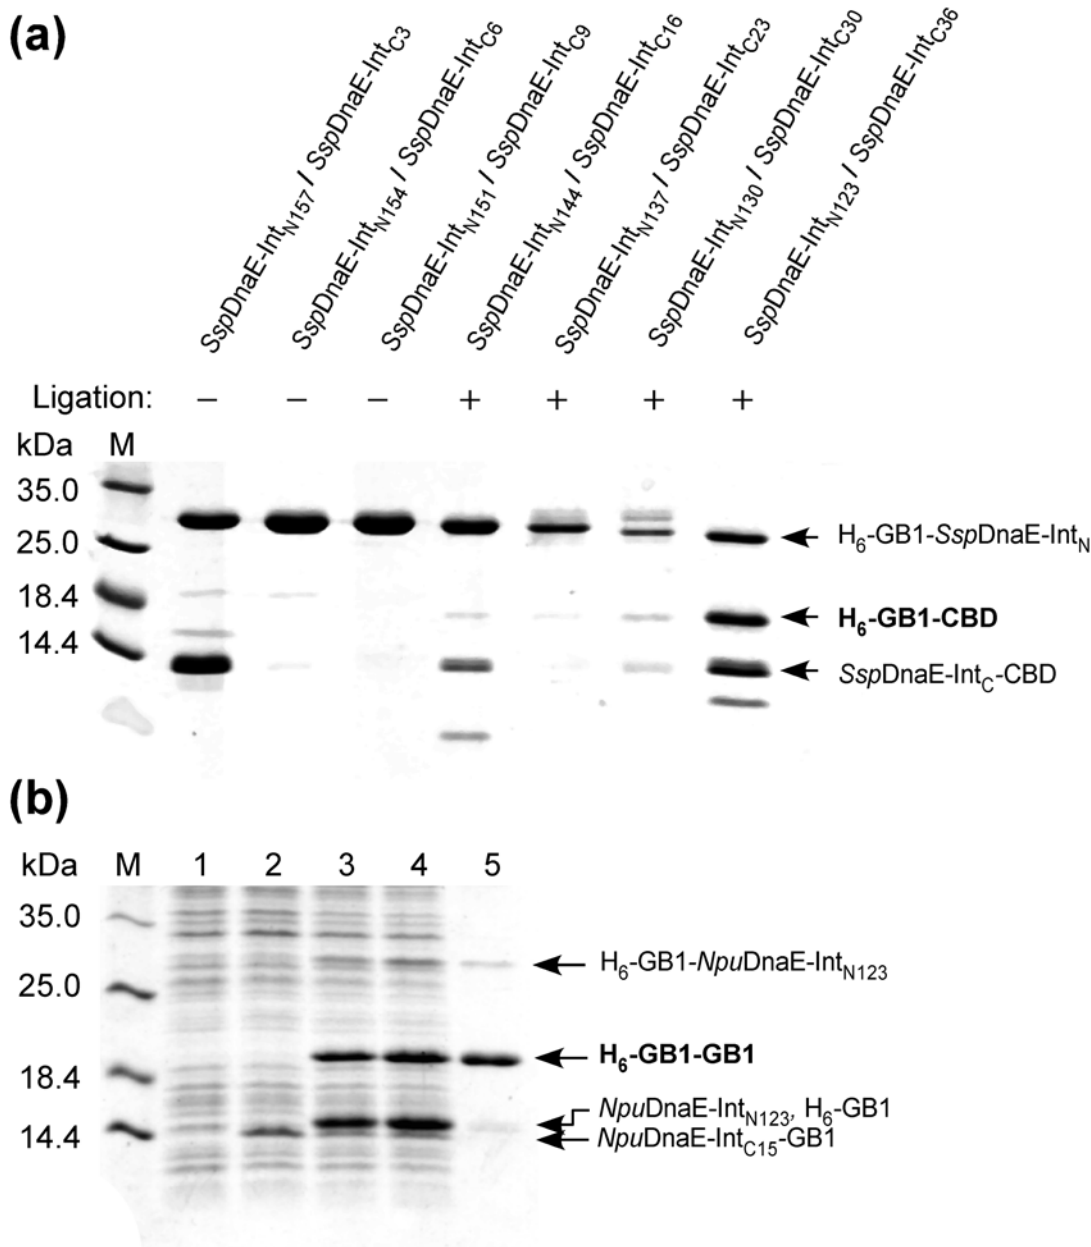 (a)
SspDnaE-IntN157 / SspDnaE-IntC3
SspDnaE-IntN154 / SspDnaE-IntC6
SspDnaE-IntN151 / SspDnaE-IntC9
SspDnaE-IntN144 / SspDnaE-IntC16
SspDnaE-IntN137 / SspDnaE-IntC23
SspDnaE-IntN130 / SspDnaE-IntC30
SspDnaE-IntN123 / SspDnaE-IntC36
Ligation: – – – + + + +
kDa M
35.0
25.0
18.4
14.4
H6-GB1-SspDnaE-IntN
H6-GB1-CBD
SspDnaE-IntC-CBD
(b)
kDa M 1 2 3 4 5
35.0
25.0
18.4
14.4
H6-GB1-NpuDnaE-IntN123
H6-GB1-GB1
NpuDnaE-IntN123, H6-GB1
NpuDnaE-IntC15-GB1